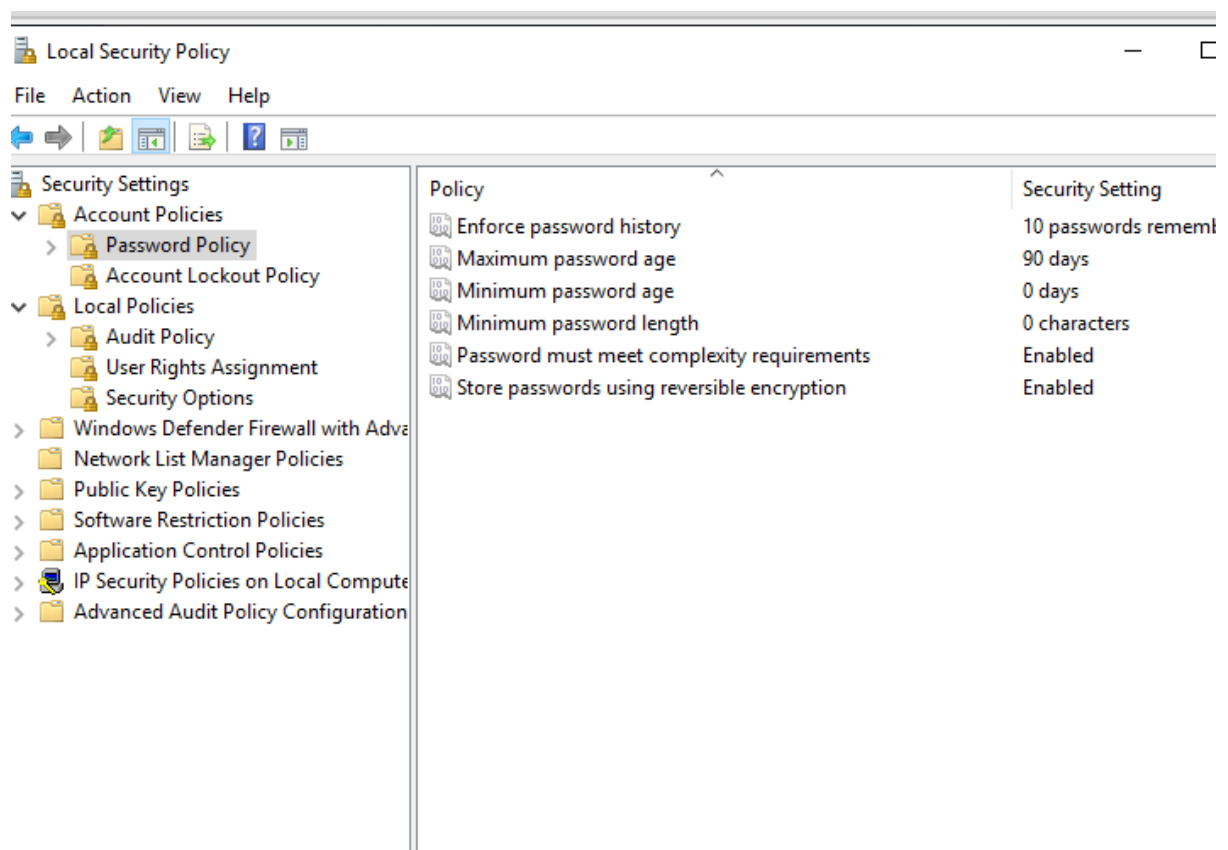 Local Security Policy
File Action View Help
Security Settings
Account Policies
Password Policy
Account Lockout Policy
Local Policies
Audit Policy
User Rights Assignment
Security Options
Windows Defender Firewall with Adva
Network List Manager Policies
Public Key Policies
Software Restriction Policies
Application Control Policies
IP Security Policies on Local Compute
Advanced Audit Policy Configuration
Policy Security Setting
Enforce password history 10 passwords rememb
Maximum password age 90 days
Minimum password age 0 days
Minimum password length 0 characters
Password must meet complexity requirements Enabled
Store passwords using reversible encryption Enabled